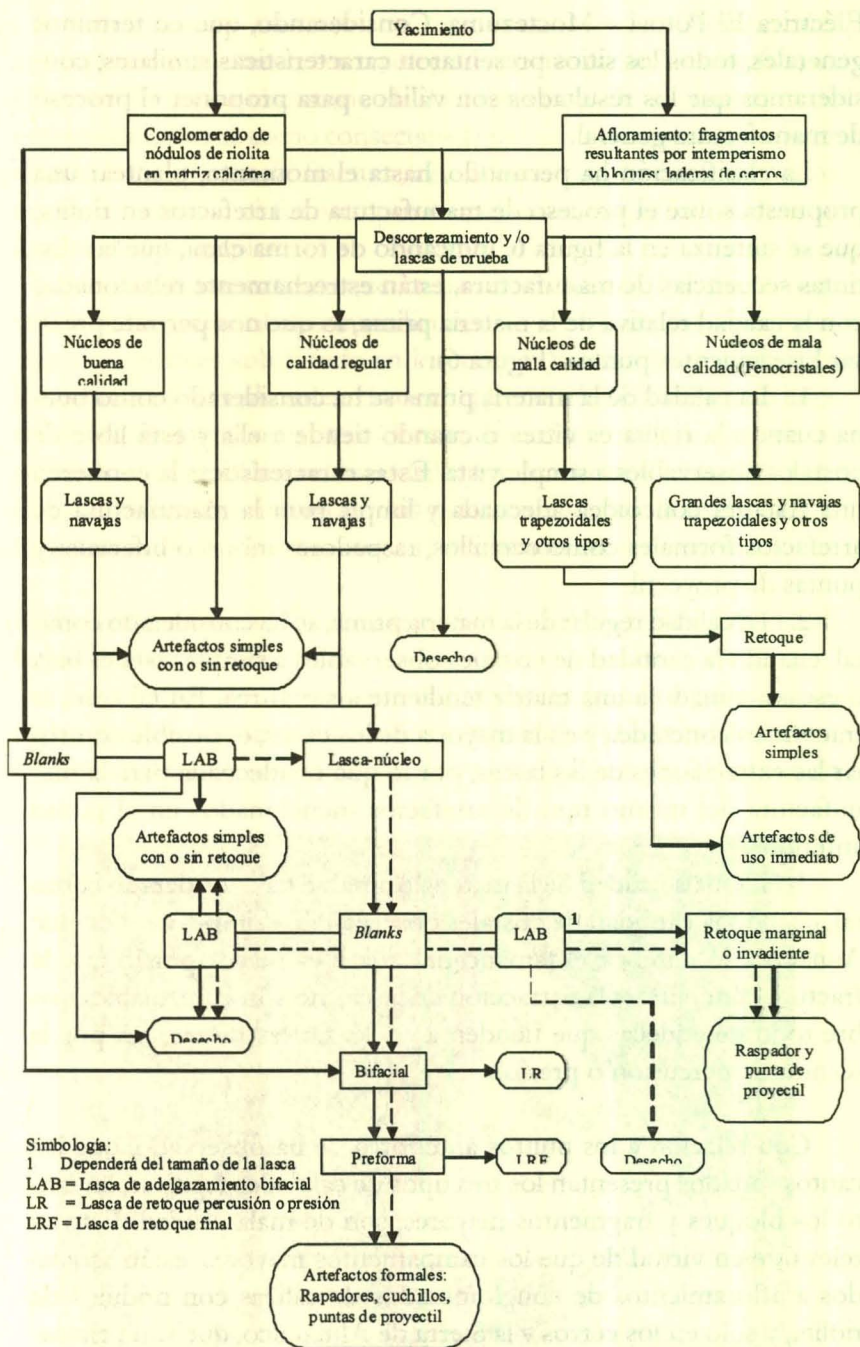 Yacimiento
Conglomerado de
nódulos de riolita
en matriz calcárea
Afloramiento: fragmentos
resultantes por intemperismo
y bloques: laderas de cerros
Descortezamiento y /o
lascas de prueba
Núcleos de
buena
calidad
Núcleos de
calidad regular
Núcleos de
mala calidad
Núcleos de mala
calidad (Fenocristales)
Lascas y
navajas
Lascas y
navajas
Lascas
trapezoidales
y otros tipos
Grandes lascas y navajas
trapezoidales y otros
tipos
Artefactos simples
con o sin retoque
Desecho
Retoque
Artefactos
simples
Blanks
LAB
Lasca-núcleo
Artefactos simples
con o sin retoque
Artefactos de
uso inmediato
LAB
Blanks
LAB
1
Retoque marginal
o invadiente
Desecho
Bifacial
LR
Raspador y
punta de
proyectil
Preforma
LRF
Desecho
Simbología:
1 Dependerá del tamaño de la lasca
LAB = Lasca de adelgazamiento bifacial
LR = Lasca de retoque percusión o presión
LRF = Lasca de retoque final
Artefactos formales:
Rapadores, cuchillos,
puntas de proyectil